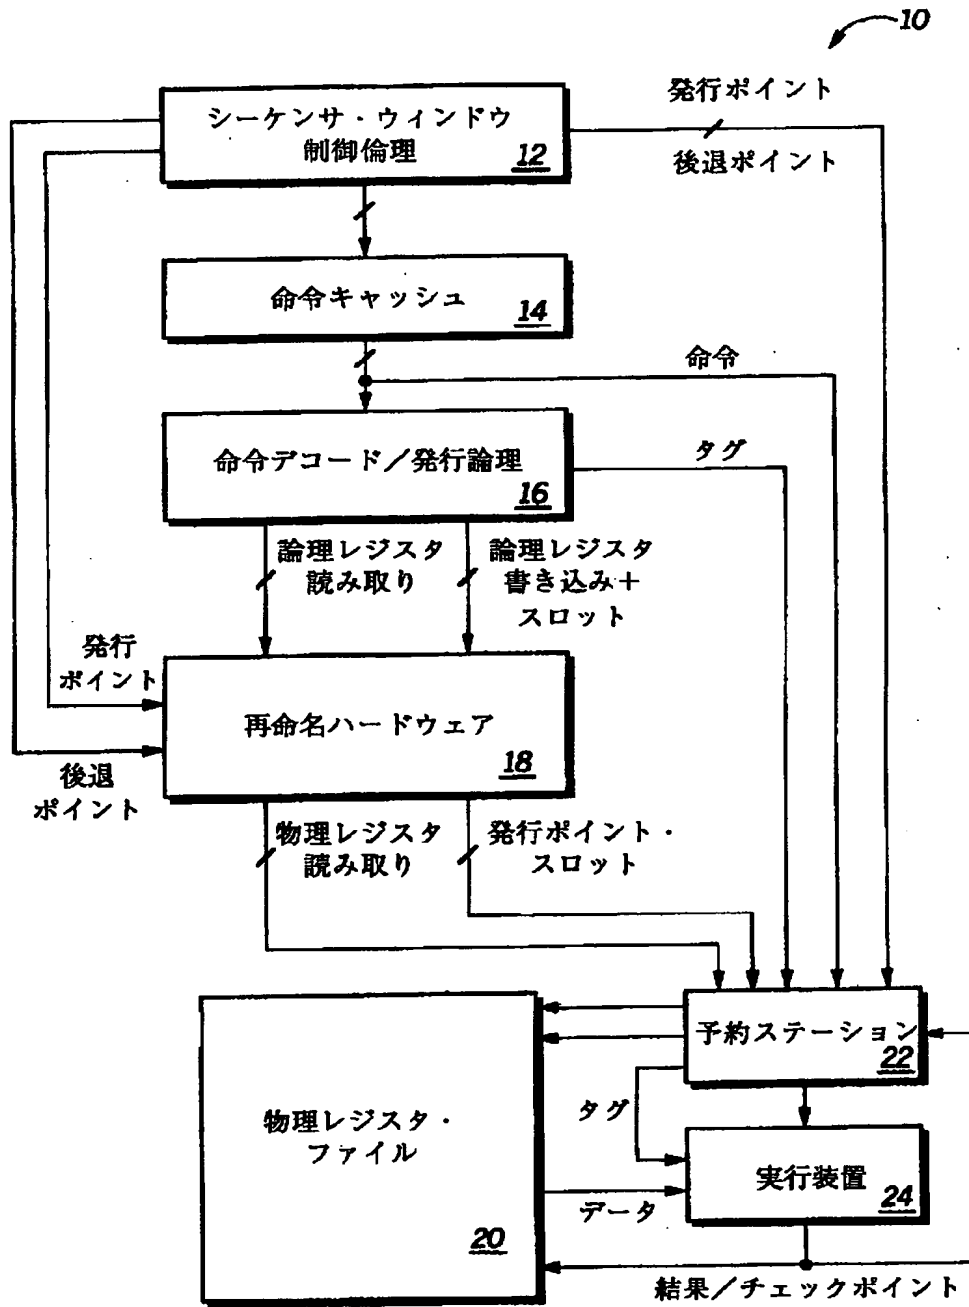 10
シーケンサ・ウィンドウ
制御倫理
12
発行ポイント
後退ポイント
命令キャッシュ
14
命令
命令デコード/発行論理
16
タグ
論理レジスタ
読み取り
論理レジスタ
書き込み+
スロット
発行
ポイント
再命名ハードウェア
18
後退
ポイント
物理レジスタ
読み取り
発行ポイント・
スロット
予約ステーション
22
物理レジスタ・
ファイル
20
タグ
実行装置
24
データ
結果/チェックポイント